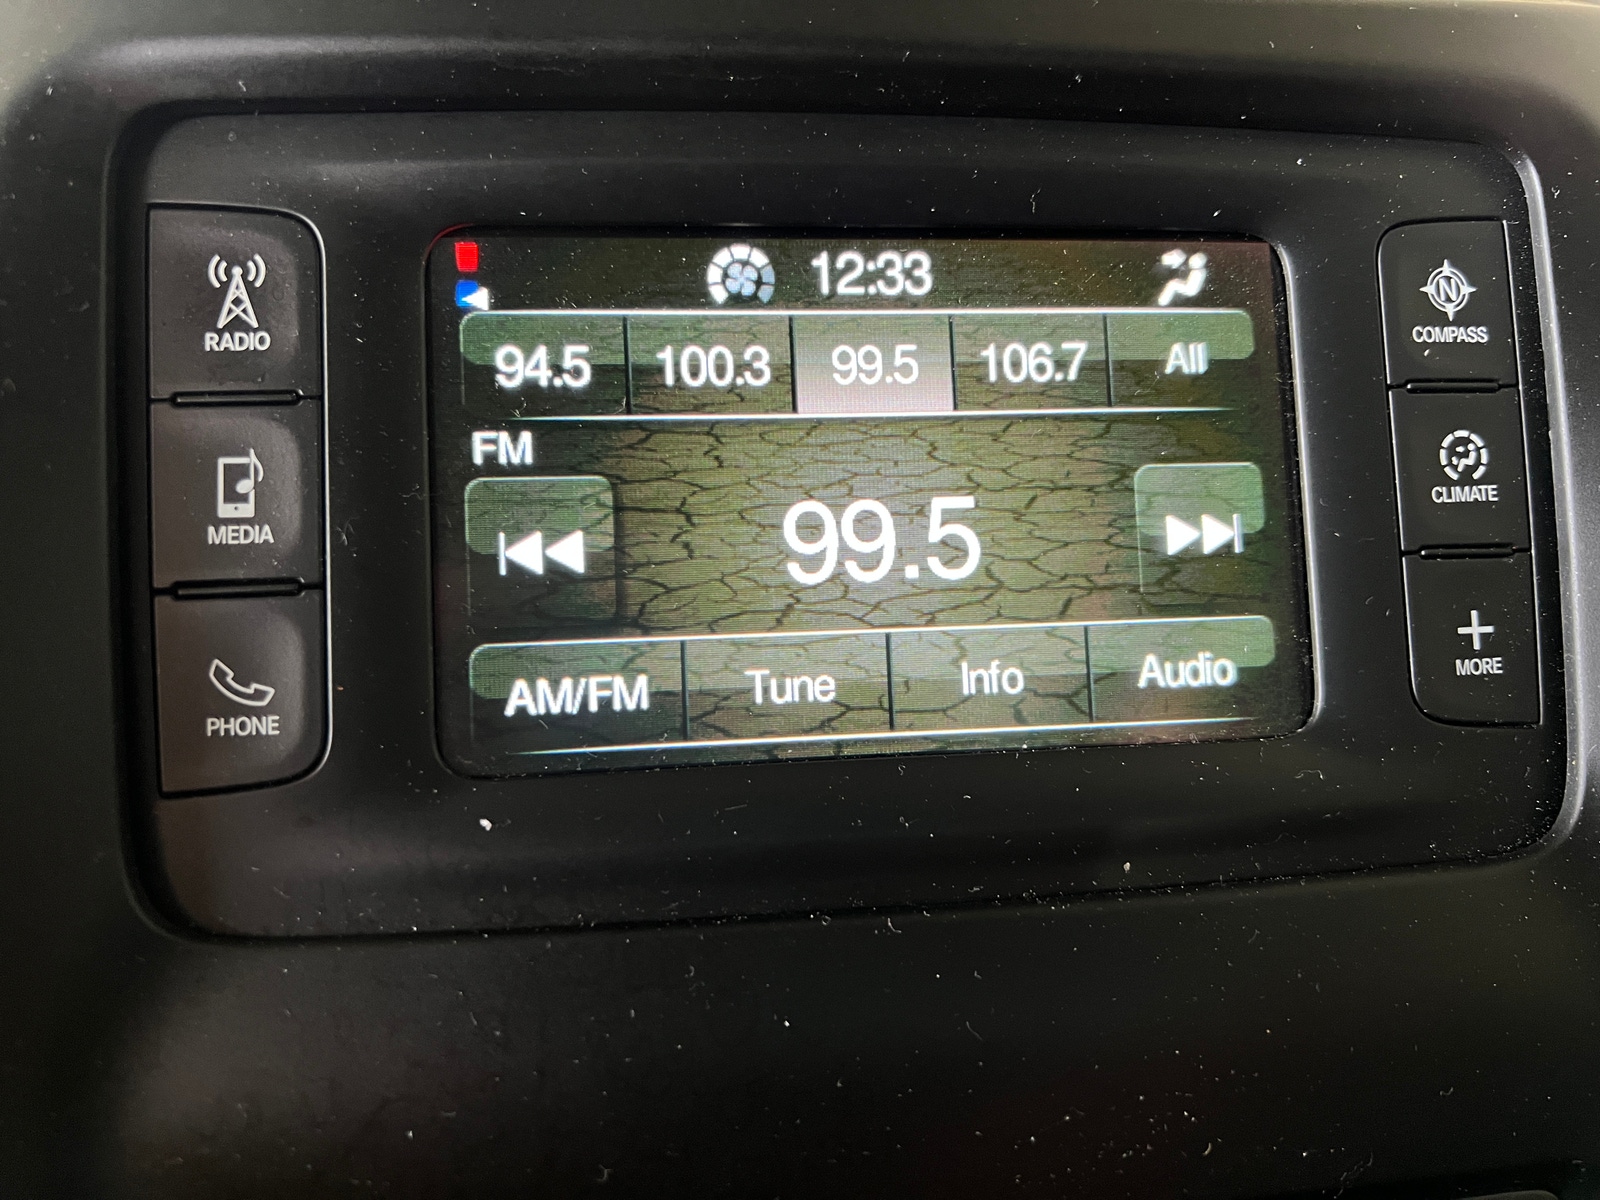 12:33
94.5 100.3 99.5 106.7 All
FM
99.5
AM/FM Tune Info Audio
RADIO
MEDIA
PHONE
N
COMPASS
CLIMATE
MORE